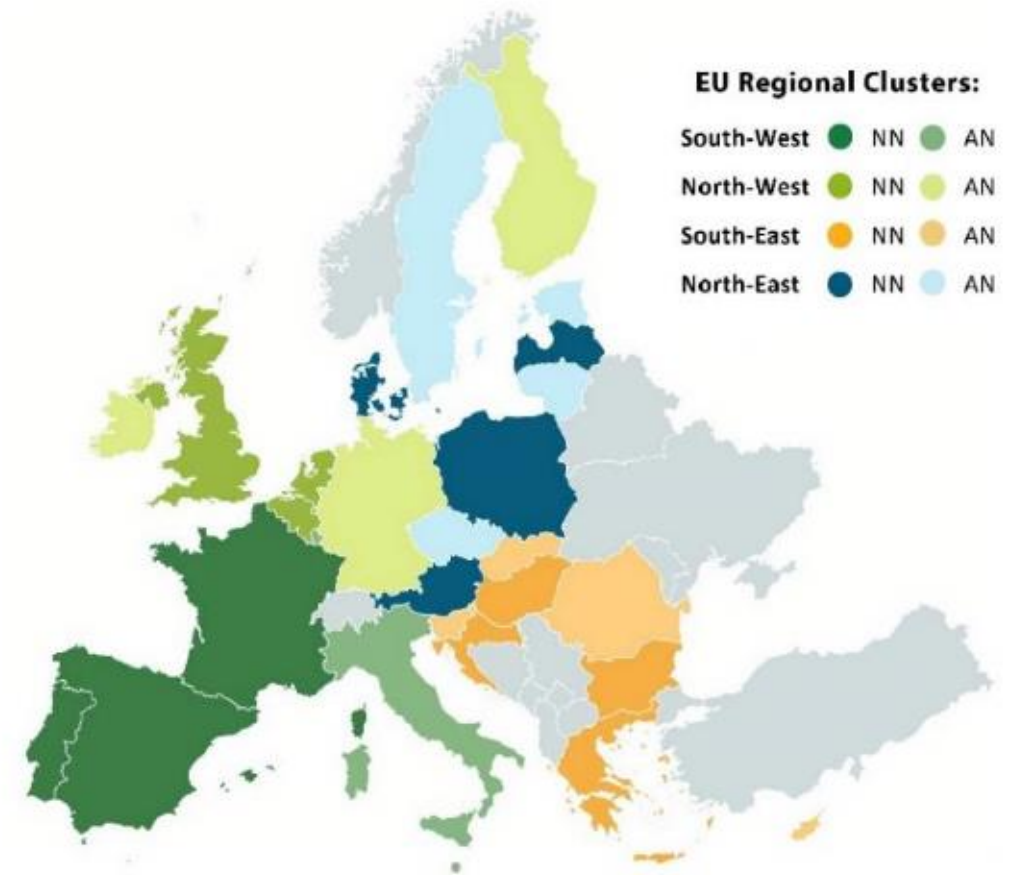 EU Regional Clusters:
South-West NN AN
North-West NN AN
South-East NN AN
North-East NN AN